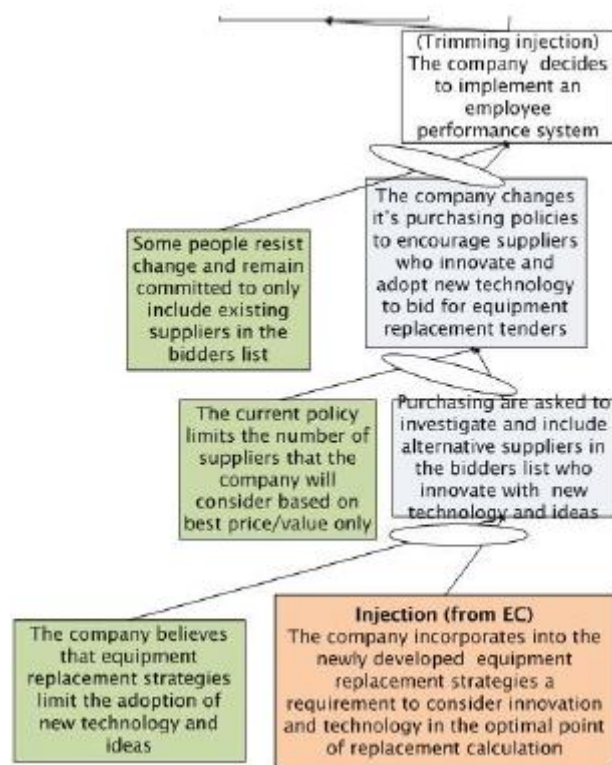 (Trimming injection)
The company decides
to implement an
employee
performance system
The company changes
it's purchasing policies
to encourage suppliers
who innovate and
adopt new technology
to bid for equipment
replacement tenders
Some people resist
change and remain
committed to only
include existing
suppliers in the
bidders list
Purchasing are asked to
investigate and include
alternative suppliers in
the bidders list who
innovate with new
technology and ideas
The current policy
limits the number of
suppliers that the
company will
consider based on
best price/value only
The company believes
that equipment
replacement strategies
limit the adoption of
new technology and
ideas
Injection (from EC)
The company incorporates into the
newly developed equipment
replacement strategies a
requirement to consider innovation
and technology in the optimal point
of replacement calculation